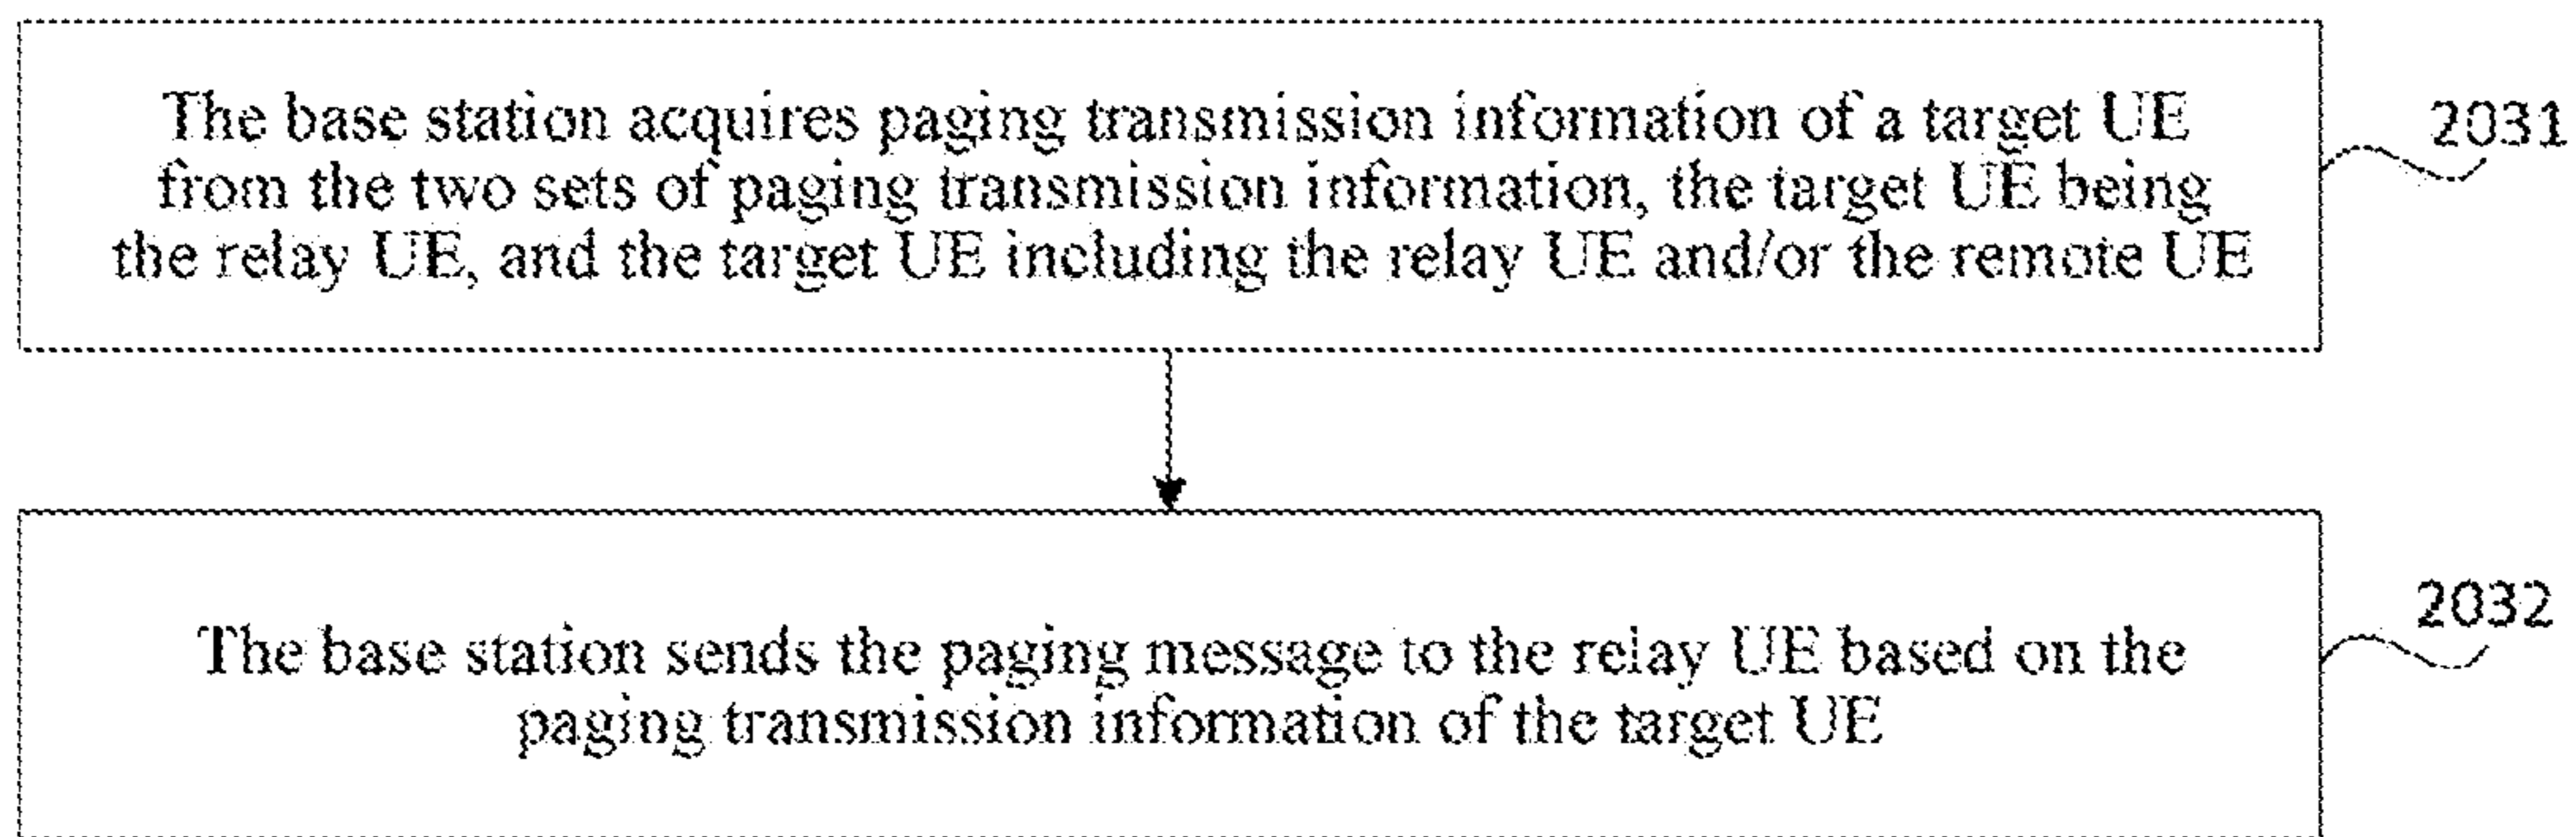 The base station acquires paging transmission information of a target UE
from the two sets of paging transmission information, the target UE being
the relay UE, and the target UE including the relay UE and/or the remote UE
2031
The base station sends the paging message to the relay UE based on the
paging transmission information of the target UE
2032